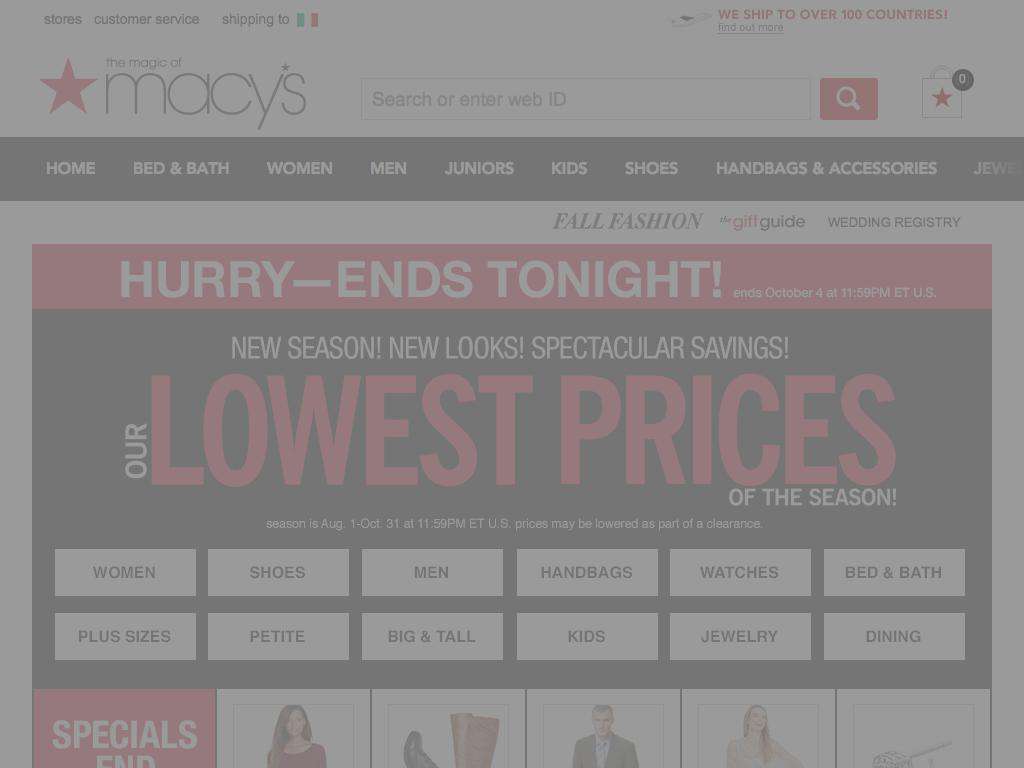 stores customer service shipping to
WE SHIP TO OVER 100 COUNTRIES!
find out more
the magic of
macy's
Search or enter web ID
0
HOME BED & BATH WOMEN MEN JUNIORS KIDS SHOES HANDBAGS & ACCESSORIES JEWE
FALL FASHION the gift guide WEDDING REGISTRY
HURRY—ENDS TONIGHT! ends October 4 at 11:59PM ET U.S.
NEW SEASON! NEW LOOKS! SPECTACULAR SAVINGS!
OUR LOWEST PRICES
OF THE SEASON!
season is Aug. 1-Oct. 31 at 11:59PM ET U.S. prices may be lowered as part of a clearance.
WOMEN SHOES MEN HANDBAGS WATCHES BED & BATH
PLUS SIZES PETITE BIG & TALL KIDS JEWELRY DINING
SPECIALS
END